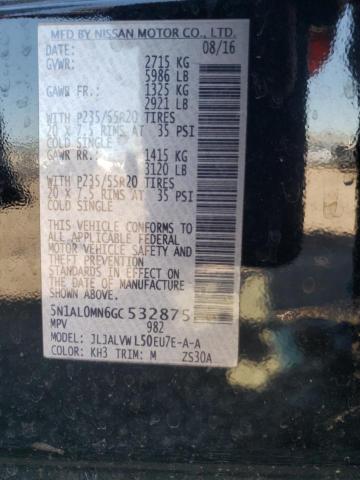 MFD BY NISSAN MOTOR CO., LTD.
DATE: 08/16
GVWR: 2715 KG
5986 LB
GAWR FR.: 1325 KG
2921 LB
WITH P235/55R20 TIRES
20 X 7.5 RIMS AT 35 PSI
COLD SINGLE
GAWR RR.: 1415 KG
3120 LB
WITH P235/55R20 TIRES
20 X 7.5 RIMS AT 35 PSI
COLD SINGLE
THIS VEHICLE CONFORMS TO
ALL APPLICABLE FEDERAL
MOTOR VEHICLE SAFETY AND
THEFT PREVENTION
STANDARDS IN EFFECT ON
THE DATE OF MANUFACTURE
SHOWN ABOVE
5N1AL0MN6GC532875
MPV 982
MODEL: JLJALVWL50EU7E-A-A
COLOR: KH3 TRIM: M ZS30A